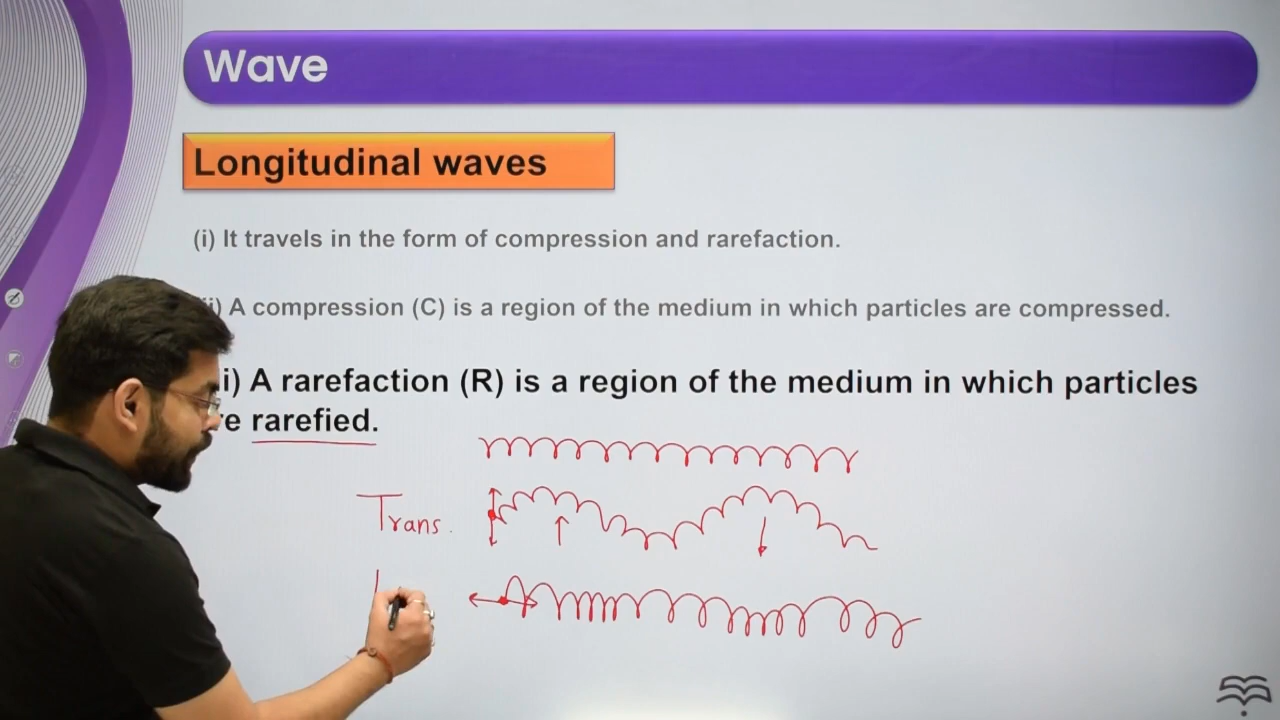 Wave
Longitudinal waves
(i) It travels in the form of compression and rarefaction.
i) A compression (C) is a region of the medium in which particles are compressed.
i) A rarefaction (R) is a region of the medium in which particles
re rarefied.
Trans.